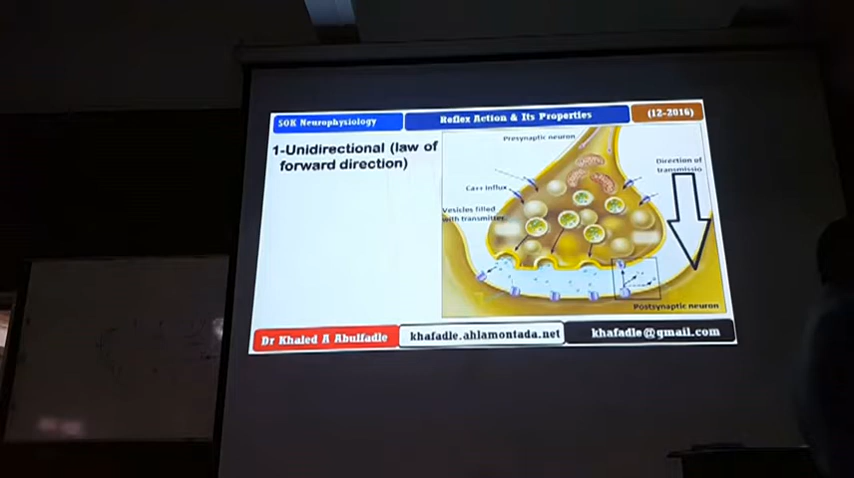 SOK Neurophysiology
Reflex Action & Its Properties
(12-2016)
1-Unidirectional (law of
forward direction)
Presynaptic neuron
Direction of
transmissio
Ca++ influx
Vesicles filled
with transmitter
Postsynaptic neuron
Dr Khaled A Abulfadle
khafadle.ahlamontada.net
khafadle@gmail.com